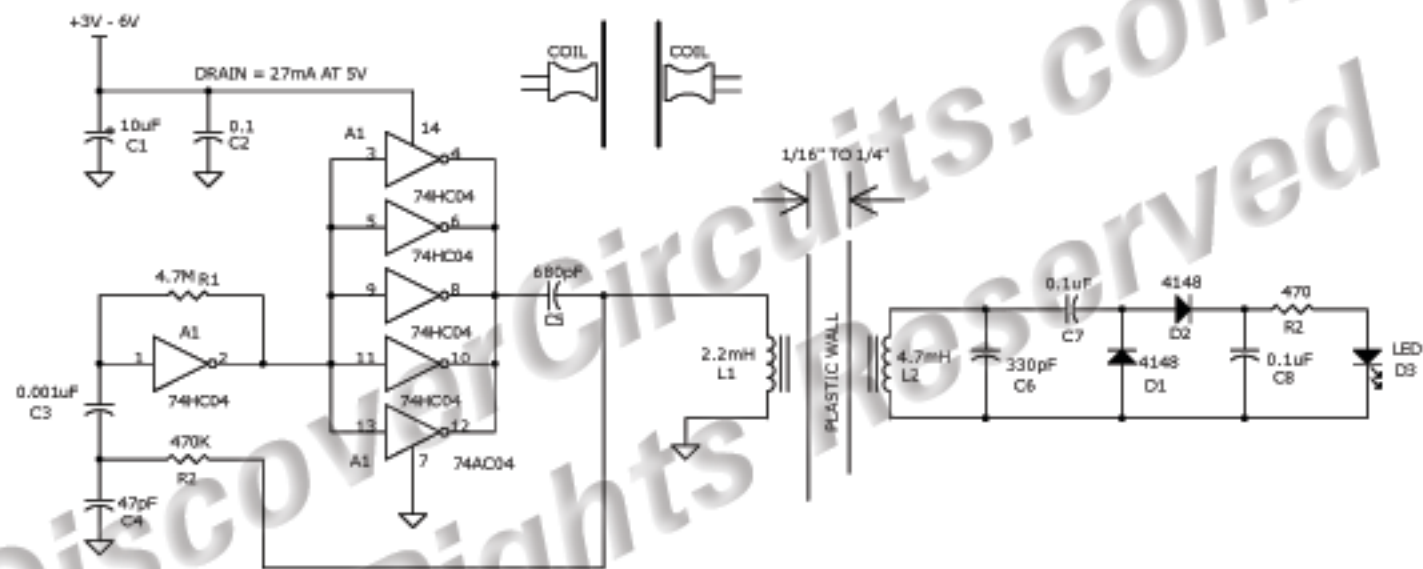 +3V - 6V
DRAIN = 27mA AT 5V
COIL
COIL
10uF
C1
0.1
C2
A1
14
3
4
74HC04
5
6
74HC04
9
8
74HC04
11
10
74HC04
13
12
A1
7
74AC04
4.7M R1
A1
1
2
74HC04
0.001uF
C3
470K
R2
47pF
C4
680pF
2.2mH
L1
1/16" TO 1/4"
PLASTIC WALL
4.7mH
L2
330pF
C6
0.1uF
C7
4148
D2
4148
D1
0.1uF
C8
470
R2
LED
D3
DiscoverCircuits.com
Rights Reserved